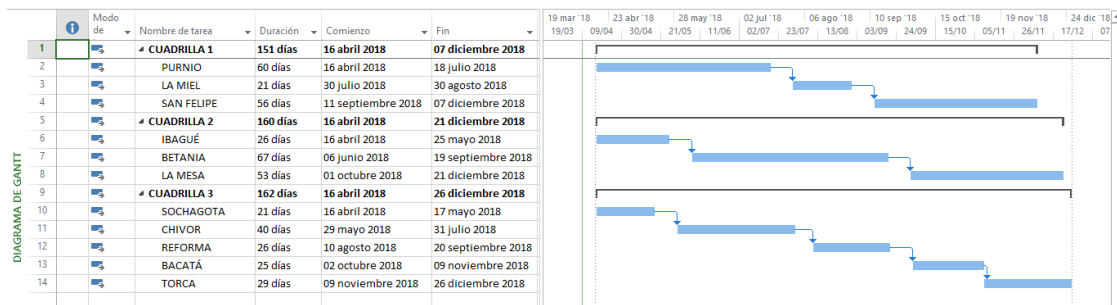 Modo de Nombre de tarea Duración Comienzo Fin
19 mar '18 23 abr '18 28 may '18 02 jul '18 06 ago '18 10 sep '18 15 oct '18 19 nov '18 24 dic '18
19/03 09/04 30/04 21/05 11/06 02/07 23/07 13/08 03/09 24/09 15/10 05/11 26/11 17/12 07
1 CUADRILLA 1 151 días 16 abril 2018 07 diciembre 2018
2 PURNIO 60 días 16 abril 2018 18 julio 2018
3 LA MIEL 21 días 30 julio 2018 30 agosto 2018
4 SAN FELIPE 56 días 11 septiembre 2018 07 diciembre 2018
5 CUADRILLA 2 160 días 16 abril 2018 21 diciembre 2018
6 IBAGUÉ 26 días 16 abril 2018 25 mayo 2018
7 BETANIA 67 días 06 junio 2018 19 septiembre 2018
8 LA MESA 53 días 01 octubre 2018 21 diciembre 2018
9 CUADRILLA 3 162 días 16 abril 2018 26 diciembre 2018
10 SOCHAGOTA 21 días 16 abril 2018 17 mayo 2018
11 CHIVOR 40 días 29 mayo 2018 31 julio 2018
12 REFORMA 26 días 10 agosto 2018 20 septiembre 2018
13 BACATÁ 25 días 02 octubre 2018 09 noviembre 2018
14 TORCA 29 días 09 noviembre 2018 26 diciembre 2018
DIAGRAMA DE GANTT